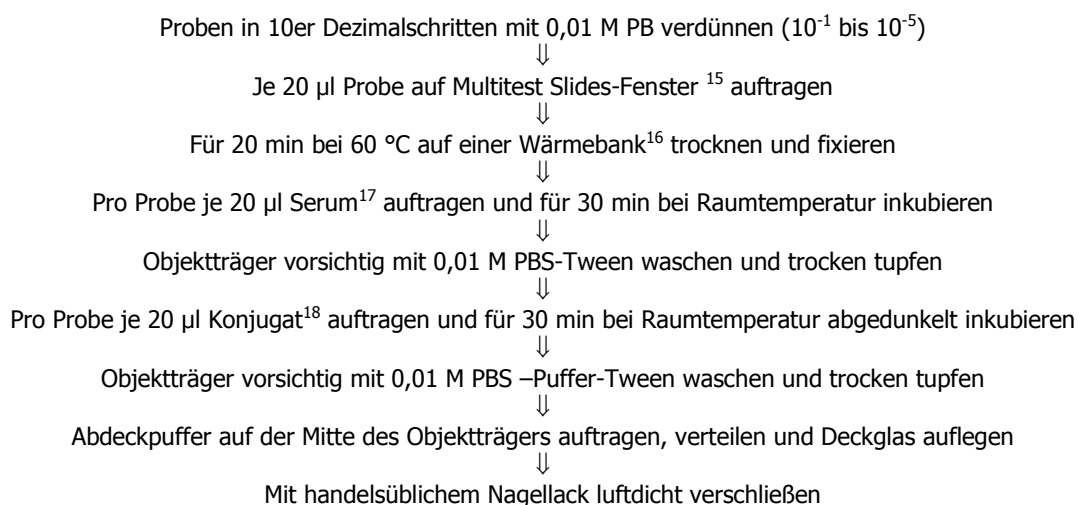 Proben in 10er Dezimalschritten mit 0,01 M PB verdünnen (10⁻¹ bis 10⁻⁵)
⇓
Je 20 µl Probe auf Multitest Slides-Fenster ¹⁵ auftragen
⇓
Für 20 min bei 60 °C auf einer Wärmebank¹⁶ trocknen und fixieren
⇓
Pro Probe je 20 µl Serum¹⁷ auftragen und für 30 min bei Raumtemperatur inkubieren
⇓
Objektträger vorsichtig mit 0,01 M PBS-Tween waschen und trocken tupfen
⇓
Pro Probe je 20 µl Konjugat¹⁸ auftragen und für 30 min bei Raumtemperatur abgedunkelt inkubieren
⇓
Objektträger vorsichtig mit 0,01 M PBS –Puffer-Tween waschen und trocken tupfen
⇓
Abdeckpuffer auf der Mitte des Objektträgers auftragen, verteilen und Deckglas auflegen
⇓
Mit handelsüblichem Nagellack luftdicht verschließen